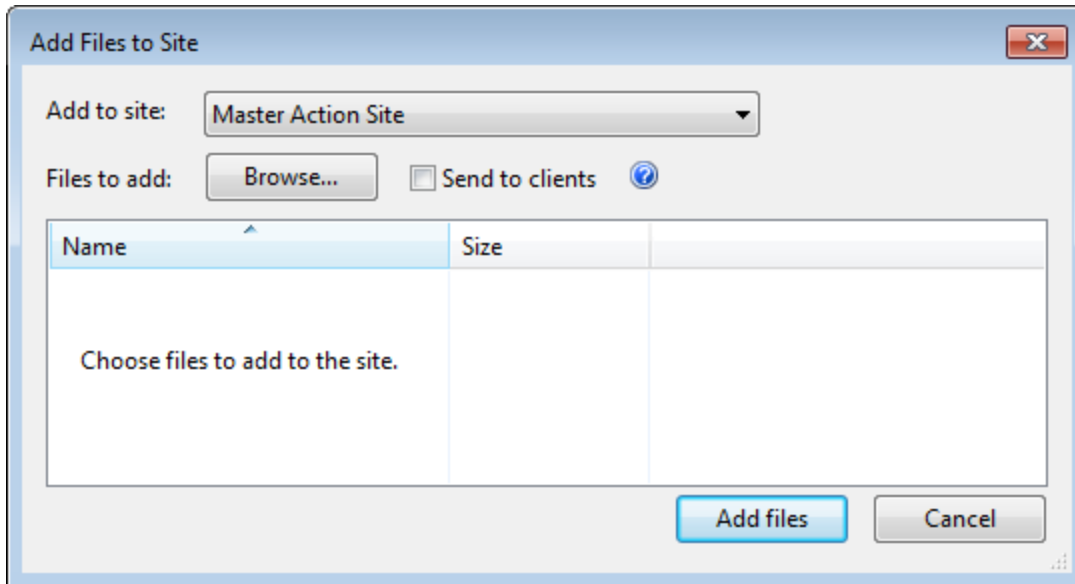 Add Files to Site
Add to site: Master Action Site
Files to add: Browse... Send to clients ?
Name Size
Choose files to add to the site.
Add files Cancel